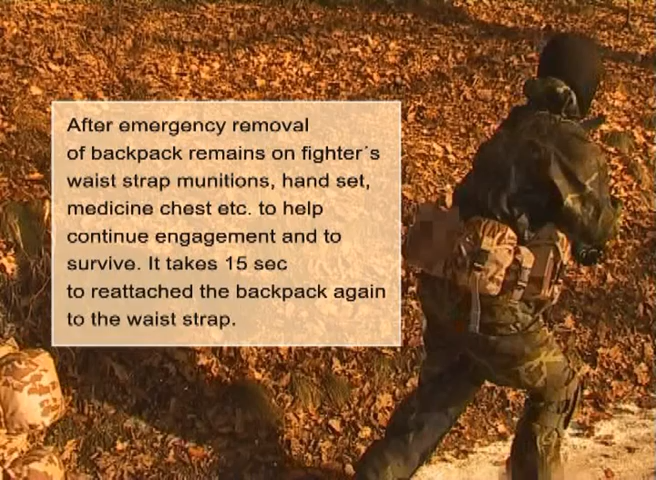 After emergency removal
of backpack remains on fighter´s
waist strap munitions, hand set,
medicine chest etc. to help
continue engagement and to
survive. It takes 15 sec
to reattached the backpack again
to the waist strap.